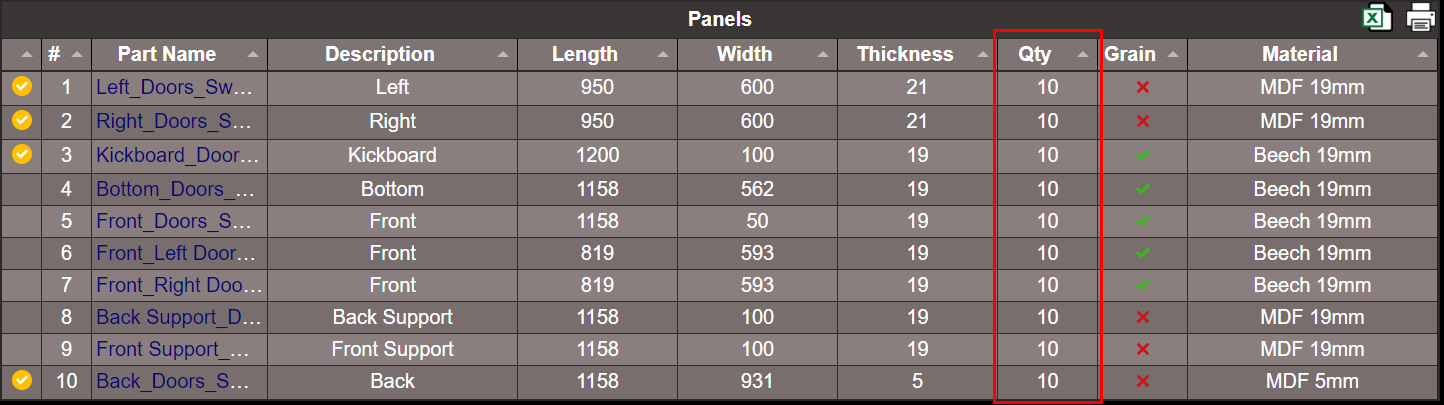 Panels
# Part Name Description Length Width Thickness Qty Grain Material
1 Left_Doors_Sw... Left 950 600 21 10 MDF 19mm
2 Right_Doors_S... Right 950 600 21 10 MDF 19mm
3 Kickboard_Door... Kickboard 1200 100 19 10 Beech 19mm
4 Bottom_Doors_... Bottom 1158 562 19 10 Beech 19mm
5 Front_Doors_S... Front 1158 50 19 10 Beech 19mm
6 Front_Left Door... Front 819 593 19 10 Beech 19mm
7 Front_Right Doo... Front 819 593 19 10 Beech 19mm
8 Back Support_D... Back Support 1158 100 19 10 MDF 19mm
9 Front Support_... Front Support 1158 100 19 10 MDF 19mm
10 Back_Doors_S... Back 1158 931 5 10 MDF 5mm